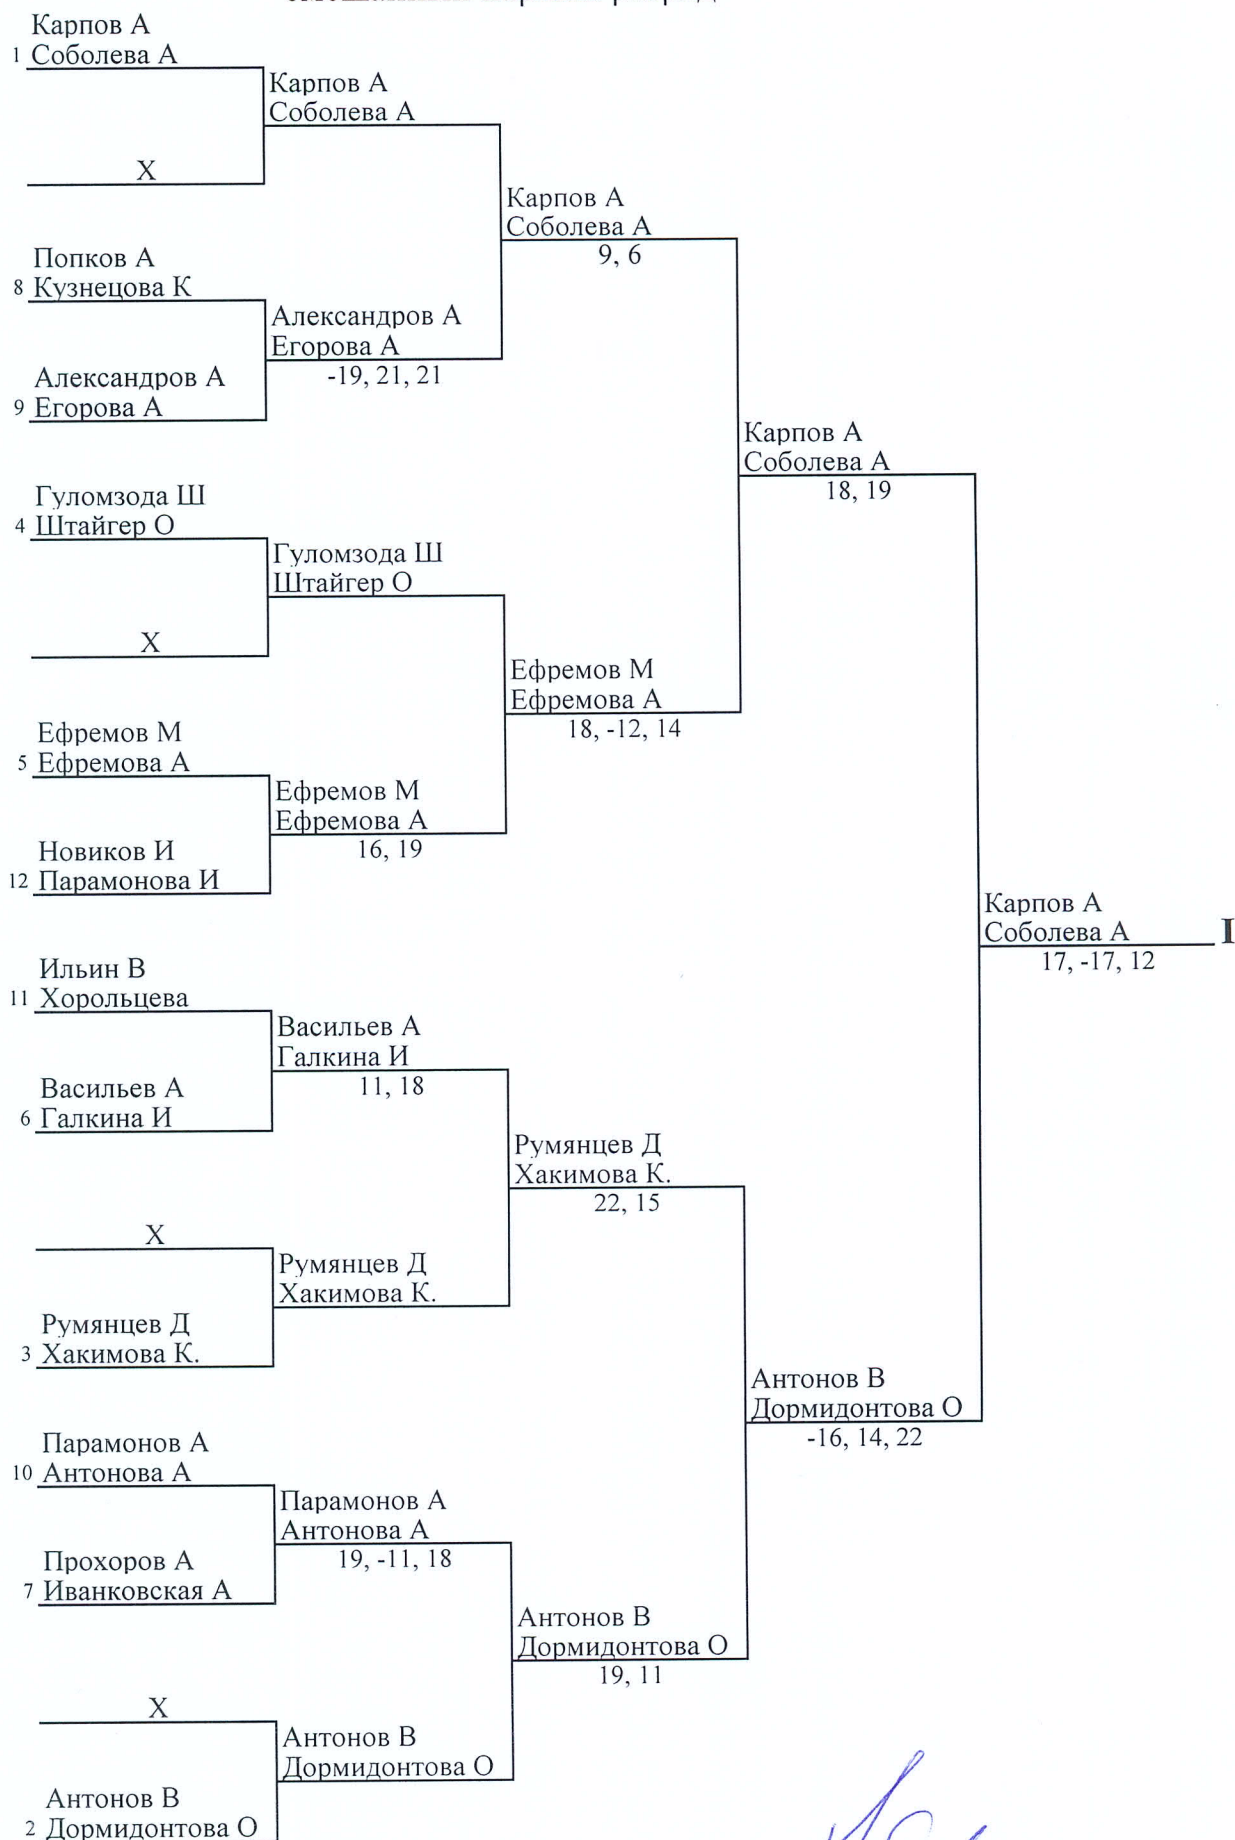 Карпов А
1 Соболева А
Карпов А
Соболева А
X
Карпов А
Соболева А
9, 6
Попков А
8 Кузнецова К
Александров А
Егорова А
-19, 21, 21
Александров А
9 Егорова А
Карпов А
Соболева А
18, 19
Гуломзода Ш
4 Штайгер О
Гуломзода Ш
Штайгер О
X
Ефремов М
Ефремова А
18, -12, 14
Ефремов М
5 Ефремова А
Ефремов М
Ефремова А
16, 19
Новиков И
12 Парамонова И
Карпов А
Соболева А I
17, -17, 12
Ильин В
11 Хорольцева
Васильев А
Галкина И
11, 18
Васильев А
6 Галкина И
Румянцев Д
Хакимова К.
22, 15
X
Румянцев Д
Хакимова К.
Румянцев Д
3 Хакимова К.
Антонов В
Дормидонтова О
-16, 14, 22
Парамонов А
10 Антонова А
Парамонов А
Антонова А
19, -11, 18
Прохоров А
7 Иванковская А
Антонов В
Дормидонтова О
19, 11
X
Антонов В
Дормидонтова О
Антонов В
2 Дормидонтова О